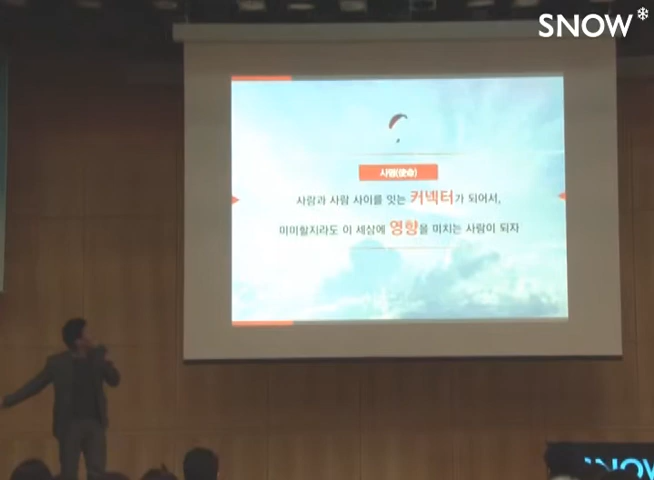 SNOW
사명(使命)
사람과 사람 사이를 잇는 커넥터가 되어서,
미미할지라도 이 세상에 영향을 미치는 사람이 되자
SNOW